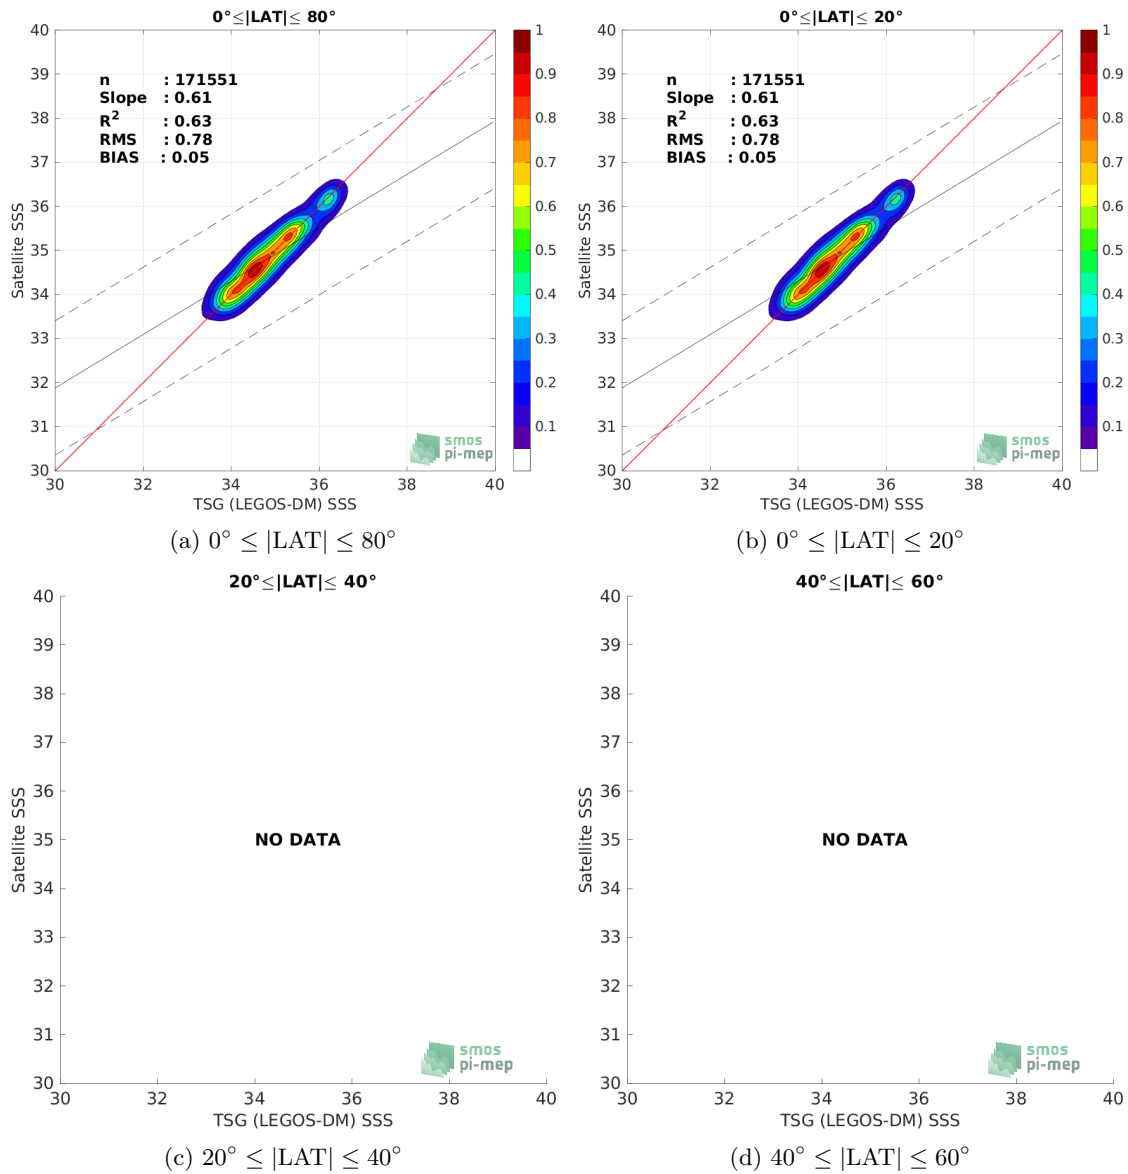 0°≤|LAT|≤ 80°
40
39
38
37
36
35
34
33
32
31
30
Satellite SSS
n : 171551
Slope : 0.61
R² : 0.63
RMS : 0.78
BIAS : 0.05
smos
pi-mep
30 32 34 36 38 40
TSG (LEGOS-DM) SSS
1
0.9
0.8
0.7
0.6
0.5
0.4
0.3
0.2
0.1
(a) 0° ≤ |LAT| ≤ 80°
0°≤|LAT|≤ 20°
40
39
38
37
36
35
34
33
32
31
30
Satellite SSS
n : 171551
Slope : 0.61
R² : 0.63
RMS : 0.78
BIAS : 0.05
smos
pi-mep
30 32 34 36 38 40
TSG (LEGOS-DM) SSS
1
0.9
0.8
0.7
0.6
0.5
0.4
0.3
0.2
0.1
(b) 0° ≤ |LAT| ≤ 20°
20°≤|LAT|≤ 40°
40
39
38
37
36
35
34
33
32
31
30
Satellite SSS
NO DATA
smos
pi-mep
30 32 34 36 38 40
TSG (LEGOS-DM) SSS
(c) 20° ≤ |LAT| ≤ 40°
40°≤|LAT|≤ 60°
40
39
38
37
36
35
34
33
32
31
30
Satellite SSS
NO DATA
smos
pi-mep
30 32 34 36 38 40
TSG (LEGOS-DM) SSS
(d) 40° ≤ |LAT| ≤ 60°